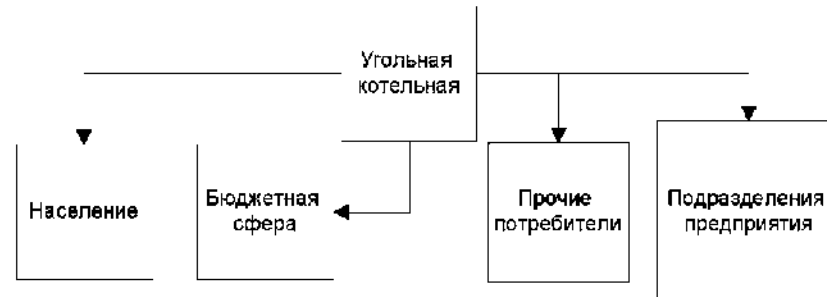 Угольная
котельная
Население
Бюджетная
сфера
Прочие
потребители
Подразделения
предприятия